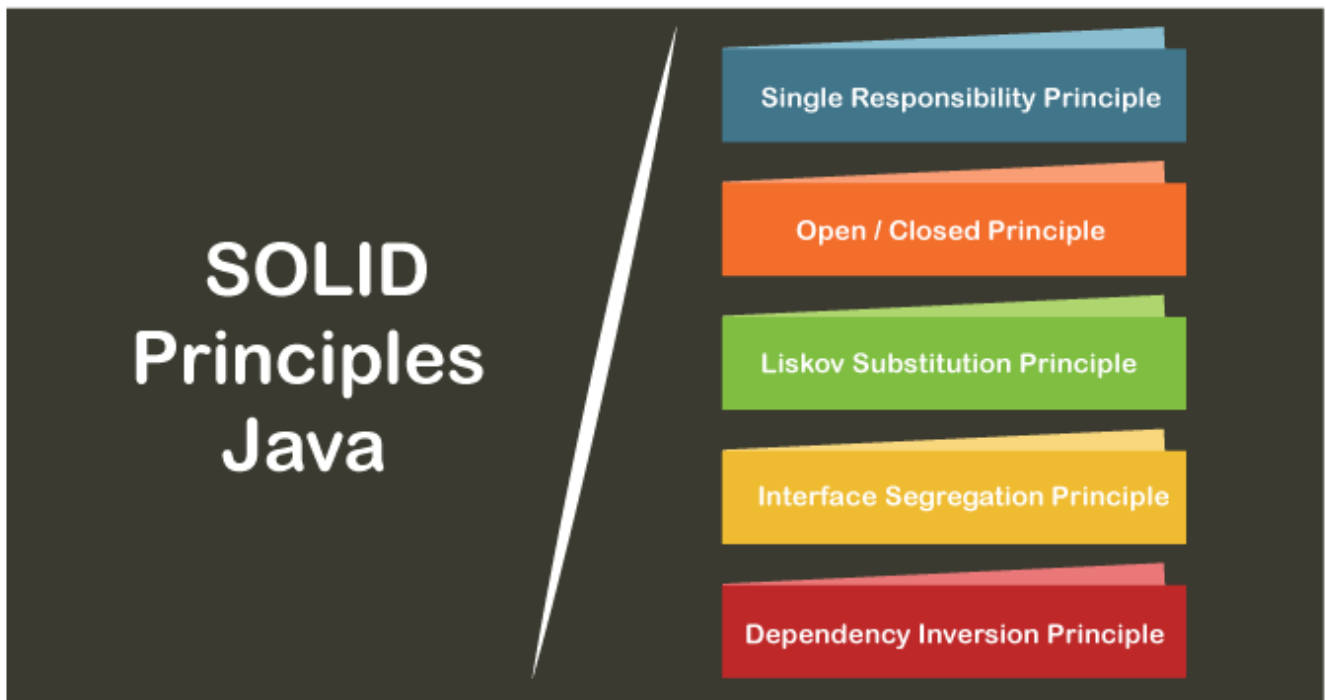 SOLID
Principles
Java
Single Responsibility Principle
Open / Closed Principle
Liskov Substitution Principle
Interface Segregation Principle
Dependency Inversion Principle